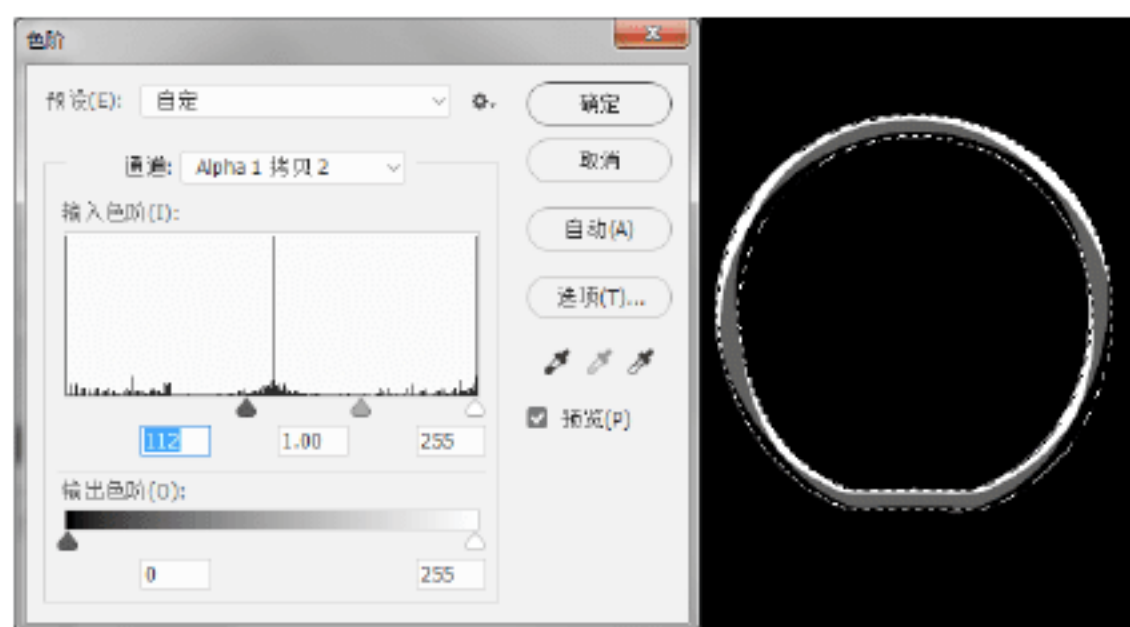 色阶
预设(E): 自定
确定
取消
通道: Alpha 1 拷贝 2
输入色阶(I):
自动(A)
选项(T)...
预览(P)
112 1.00 255
输出色阶(O):
0 255